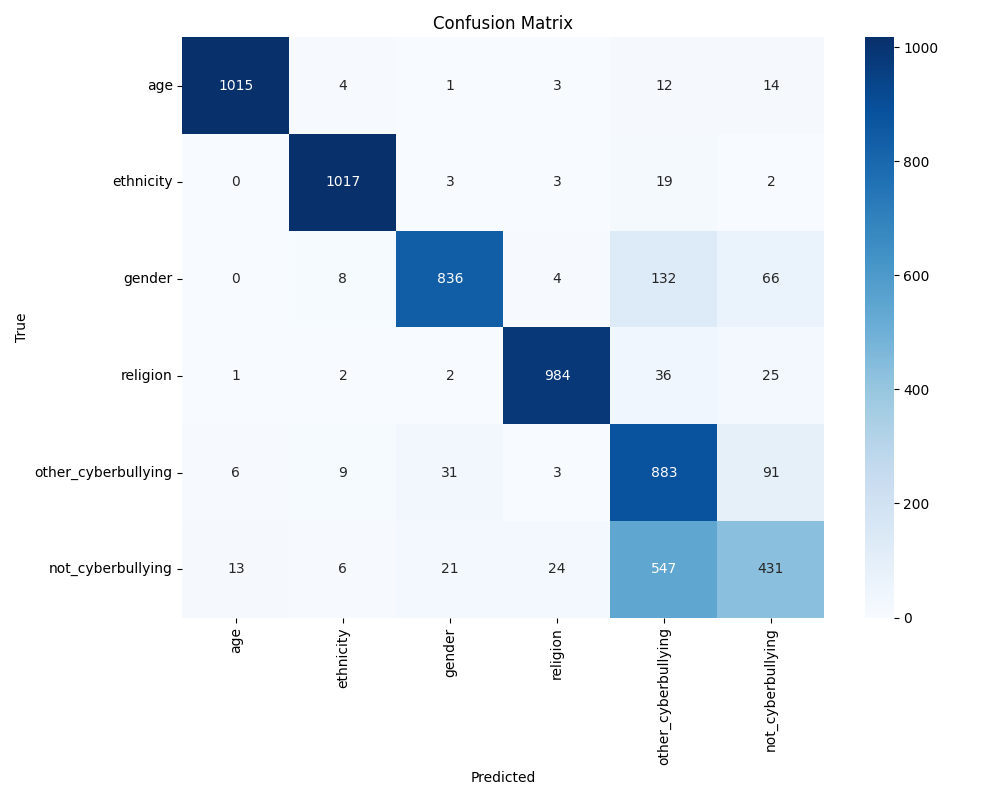 Confusion Matrix
True
age 1015 4 1 3 12 14
ethnicity 0 1017 3 3 19 2
gender 0 8 836 4 132 66
religion 1 2 2 984 36 25
other_cyberbullying 6 9 31 3 883 91
not_cyberbullying 13 6 21 24 547 431
age ethnicity gender religion other_cyberbullying not_cyberbullying
Predicted
1000
800
600
400
200
0